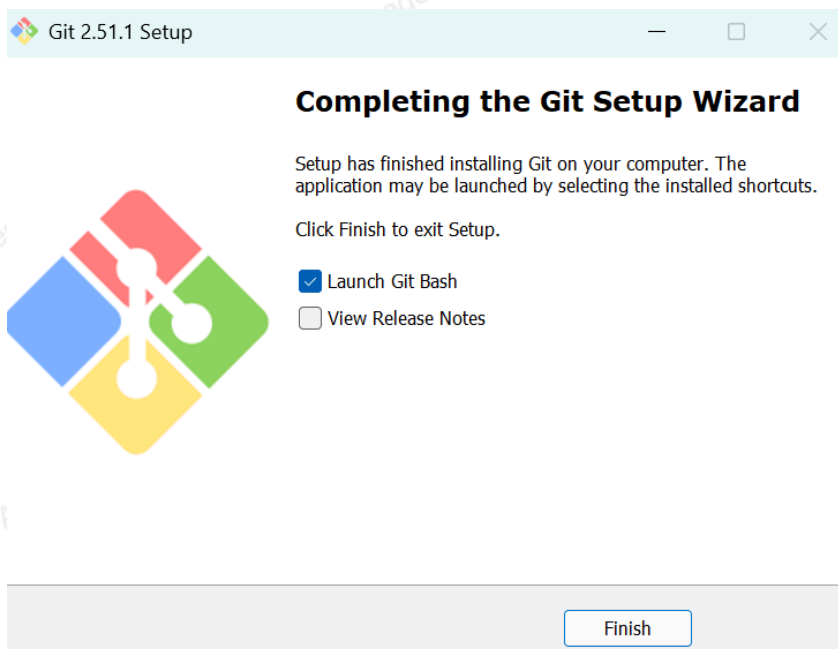 Git 2.51.1 Setup
Completing the Git Setup Wizard
Setup has finished installing Git on your computer. The
application may be launched by selecting the installed shortcuts.
Click Finish to exit Setup.
Launch Git Bash
View Release Notes
Finish